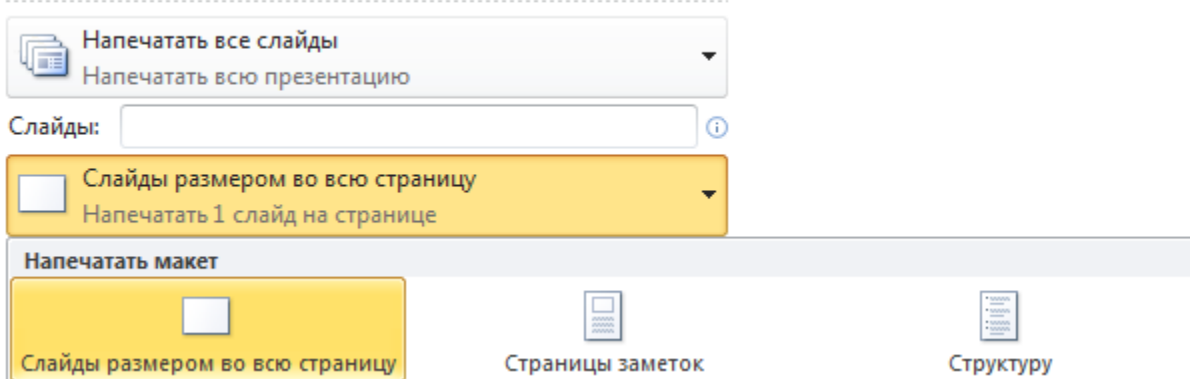 Напечатать все слайды
Напечатать всю презентацию
Слайды:
Слайды размером во всю страницу
Напечатать 1 слайд на странице
Напечатать макет
Слайды размером во всю страницу
Страницы заметок
Структуру